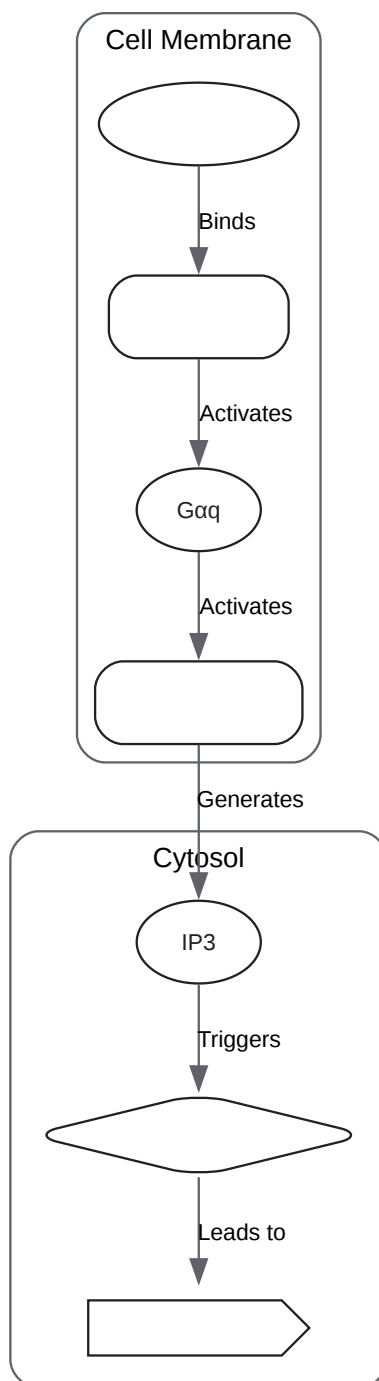 Cell Membrane
Binds
Activates
Gαq
Activates
Generates
Cytosol
IP3
Triggers
Leads to